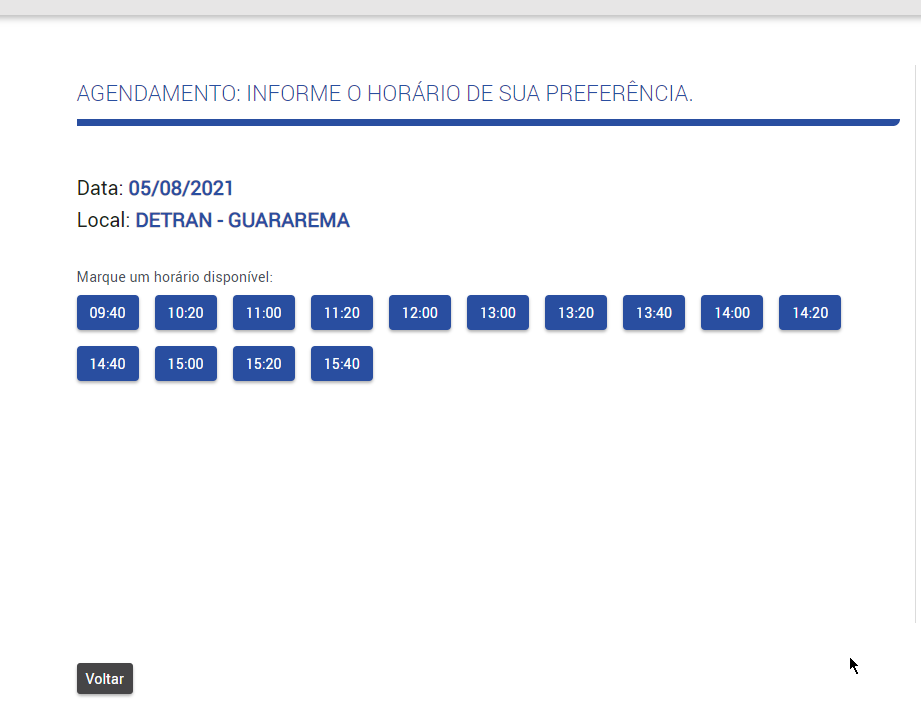 AGENDAMENTO: INFORME O HORÁRIO DE SUA PREFERÊNCIA.
Data: 05/08/2021
Local: DETRAN - GUARAREMA
Marque um horário disponível:
09:40 10:20 11:00 11:20 12:00 13:00 13:20 13:40 14:00 14:20
14:40 15:00 15:20 15:40
Voltar